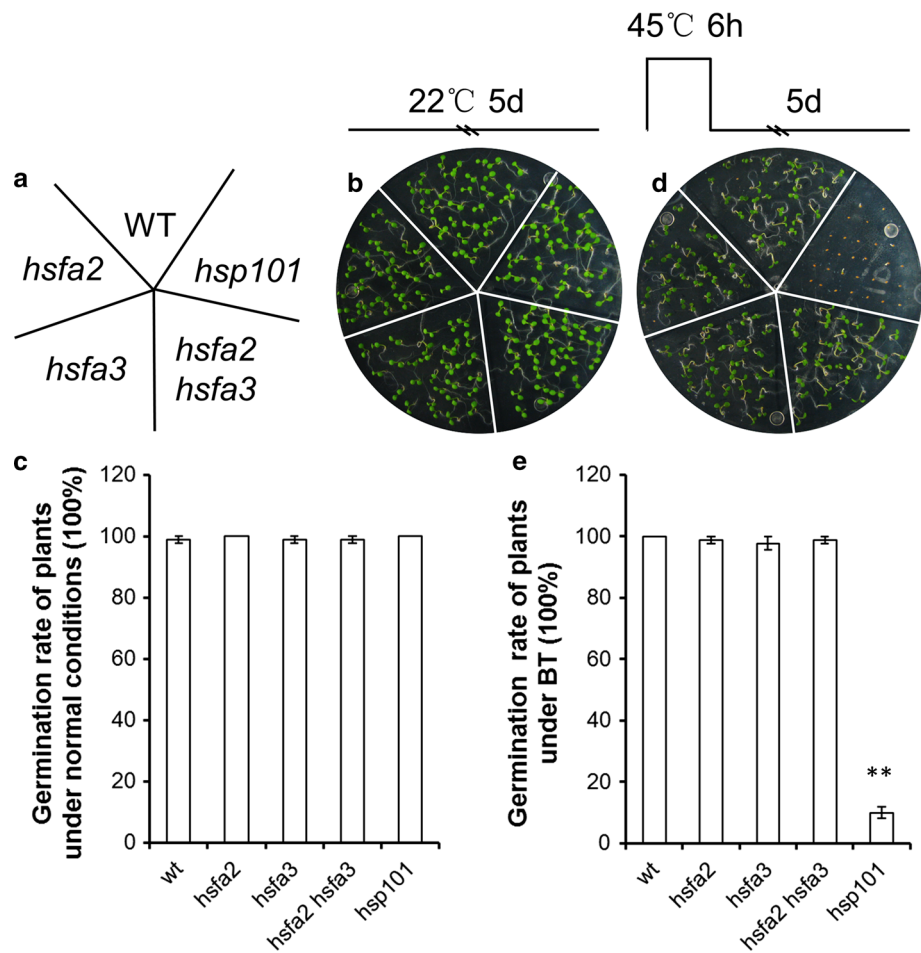 45℃ 6h
22℃ 5d
5d
a
b
d
WT
hsfa2
hsp101
hsfa3
hsfa2
hsfa3
c
Germination rate of plants
under normal conditions (100%)
120
100
80
60
40
20
0
wt
hsfa2
hsfa3
hsfa2 hsfa3
hsp101
e
Germination rate of plants
under BT (100%)
120
100
80
60
40
20
0
**
wt
hsfa2
hsfa3
hsfa2 hsfa3
hsp101